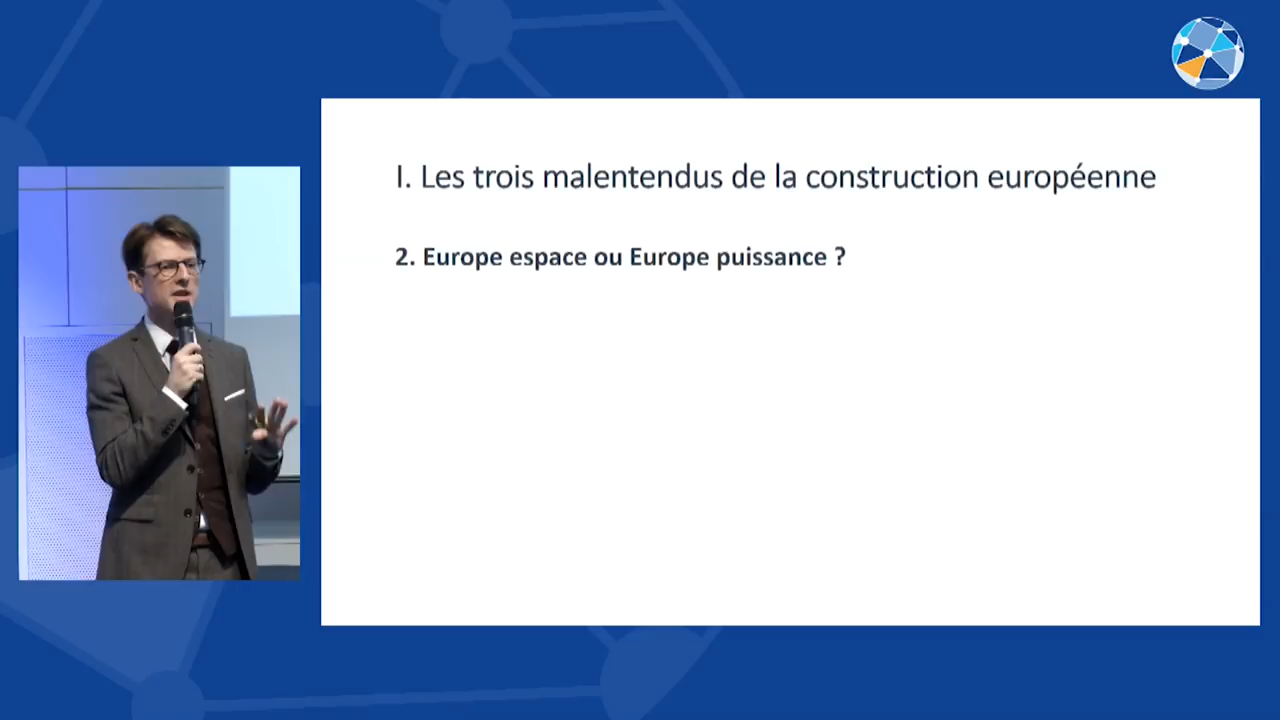 I. Les trois malentendus de la construction européenne
2. Europe espace ou Europe puissance ?